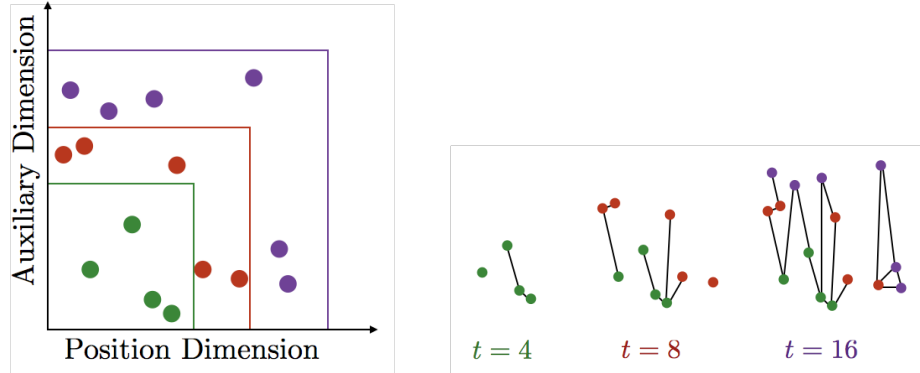 Auxiliary Dimension
Position Dimension
t = 4
t = 8
t = 16